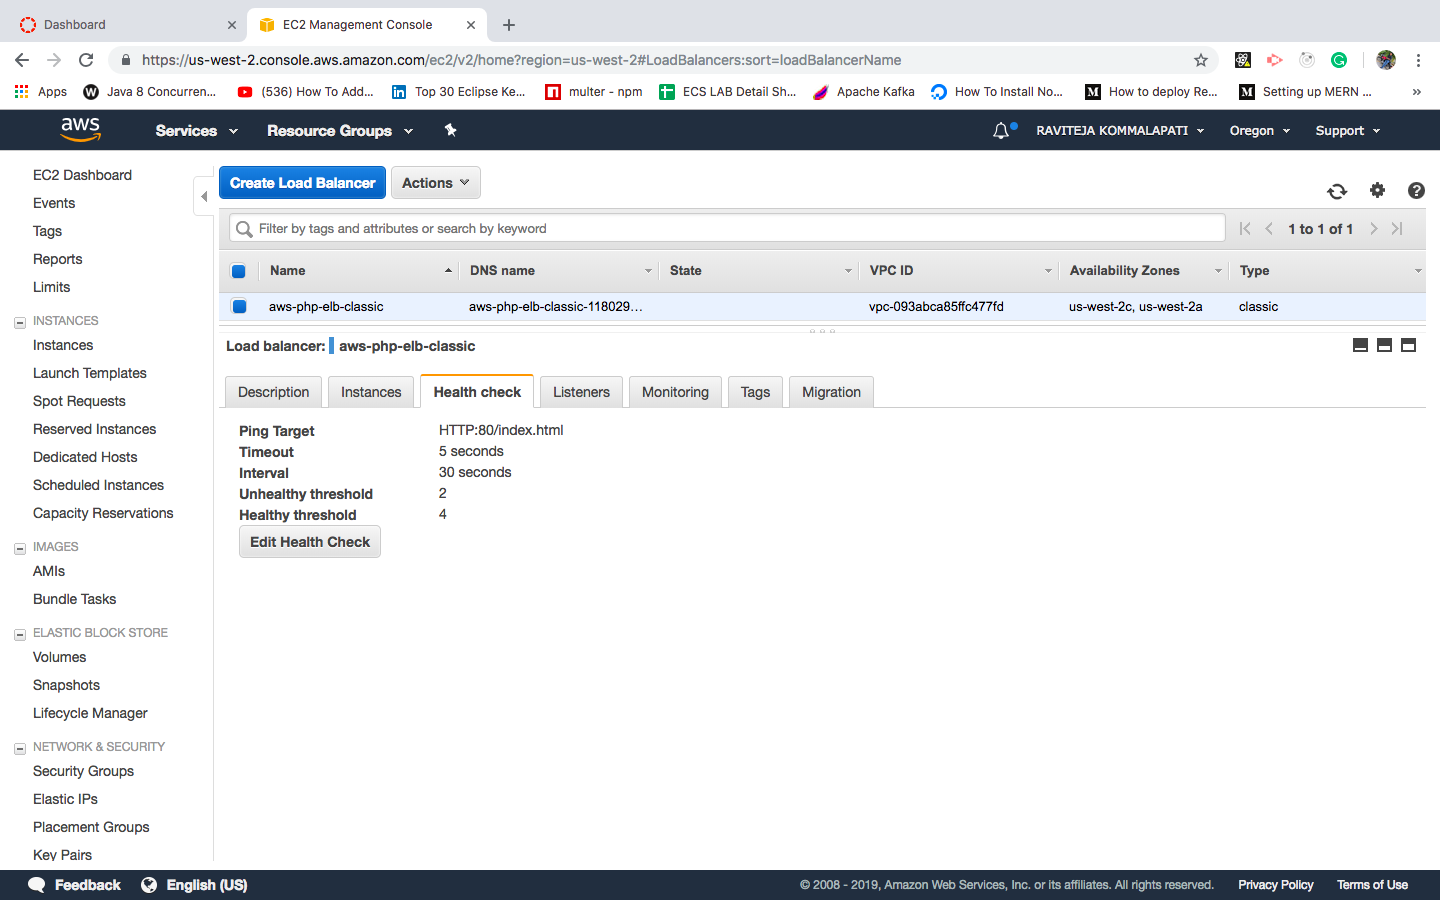 Dashboard
EC2 Management Console
https://us-west-2.console.aws.amazon.com/ec2/v2/home?region=us-west-2#LoadBalancers:sort=loadBalancerName
Apps
Java 8 Concurren...
(536) How To Add...
Top 30 Eclipse Ke...
multer - npm
ECS LAB Detail Sh...
Apache Kafka
How To Install No...
How to deploy Re...
Setting up MERN ...
aws
Services
Resource Groups
RAVITEJA KOMMALAPATI
Oregon
Support
EC2 Dashboard
Events
Tags
Reports
Limits
INSTANCES
Instances
Launch Templates
Spot Requests
Reserved Instances
Dedicated Hosts
Scheduled Instances
Capacity Reservations
IMAGES
AMIs
Bundle Tasks
ELASTIC BLOCK STORE
Volumes
Snapshots
Lifecycle Manager
NETWORK & SECURITY
Security Groups
Elastic IPs
Placement Groups
Key Pairs
Create Load Balancer
Actions
Filter by tags and attributes or search by keyword
1 to 1 of 1
Name DNS name State VPC ID Availability Zones Type
aws-php-elb-classic aws-php-elb-classic-118029... vpc-093abca85ffc477fd us-west-2c, us-west-2a classic
Load balancer: aws-php-elb-classic
Description Instances Health check Listeners Monitoring Tags Migration
Ping Target HTTP:80/index.html
Timeout 5 seconds
Interval 30 seconds
Unhealthy threshold 2
Healthy threshold 4
Edit Health Check
Feedback
English (US)
© 2008 - 2019, Amazon Web Services, Inc. or its affiliates. All rights reserved.
Privacy Policy
Terms of Use